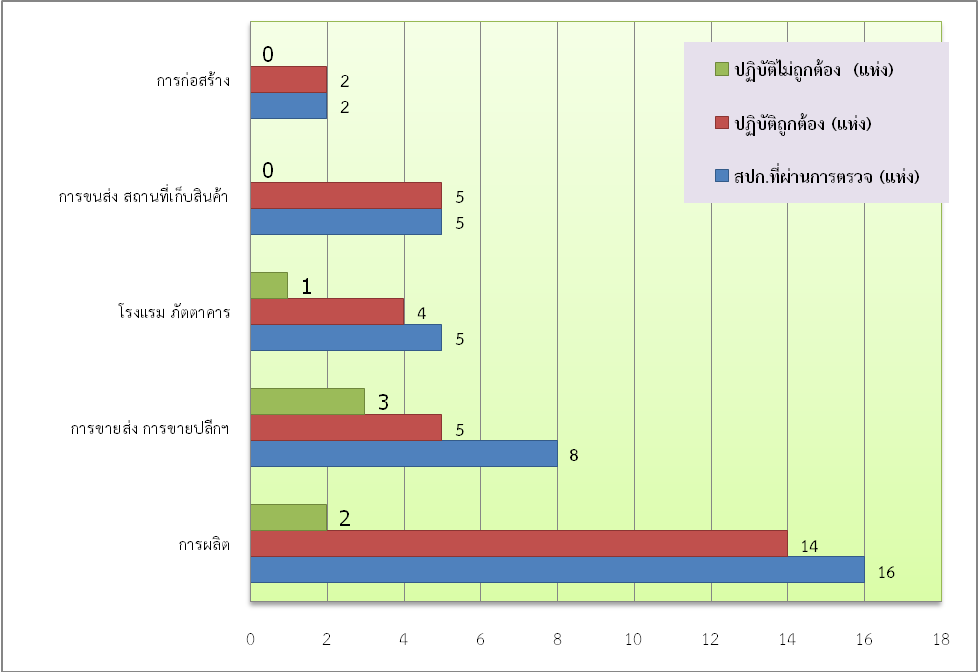 0
ปฏิบัติไม่ถูกต้อง (แห่ง)
การก่อสร้าง
2
2
ปฏิบัติถูกต้อง (แห่ง)
0
สปก.ที่ผ่านการตรวจ (แห่ง)
การขนส่ง สถานที่เก็บสินค้า
5
5
1
โรงแรม ภัตตาคาร
4
5
3
การขายส่ง การขายปลีกฯ
5
8
2
การผลิต
14
16
0 2 4 6 8 10 12 14 16 18